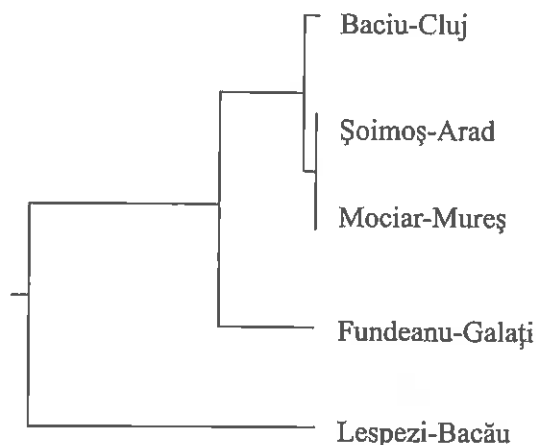 Baciu-Cluj
Şoimoş-Arad
Mociar-Mureş
Fundeanu-Galaţi
Lespezi-Bacău